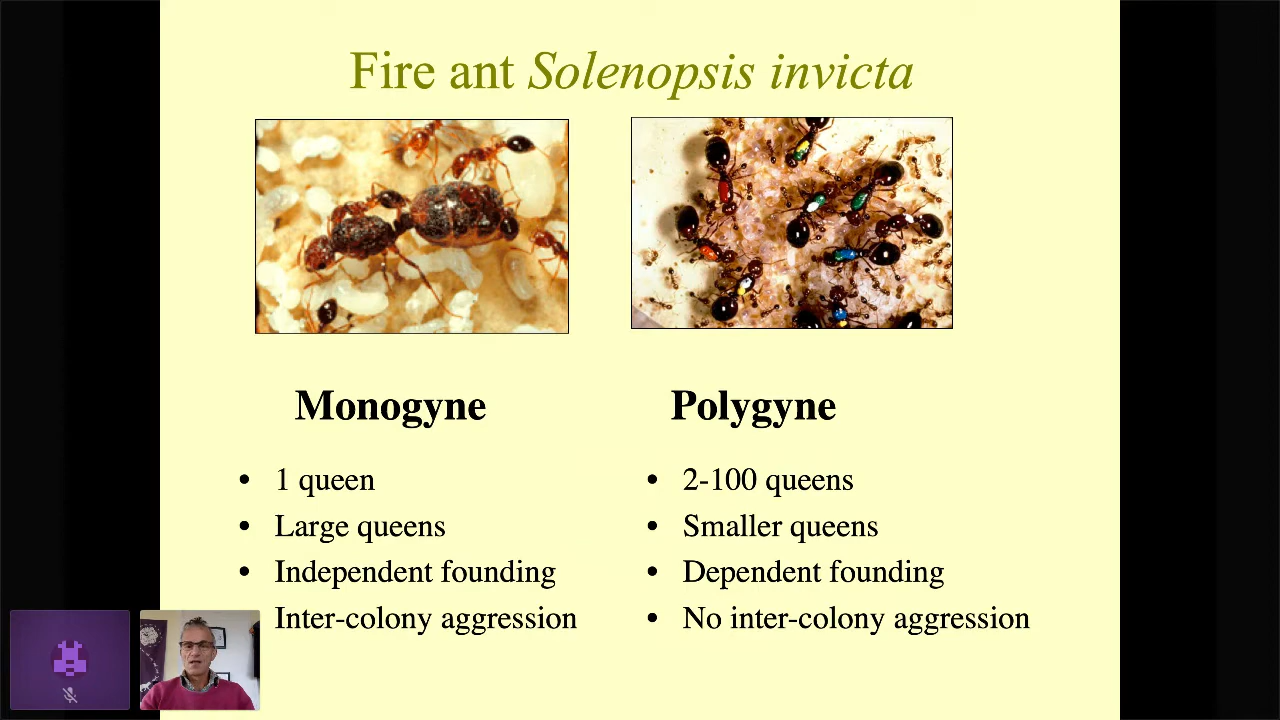 Fire ant Solenopsis invicta
Monogyne
• 1 queen
• Large queens
• Independent founding
Inter-colony aggression
Polygyne
• 2-100 queens
• Smaller queens
• Dependent founding
• No inter-colony aggression